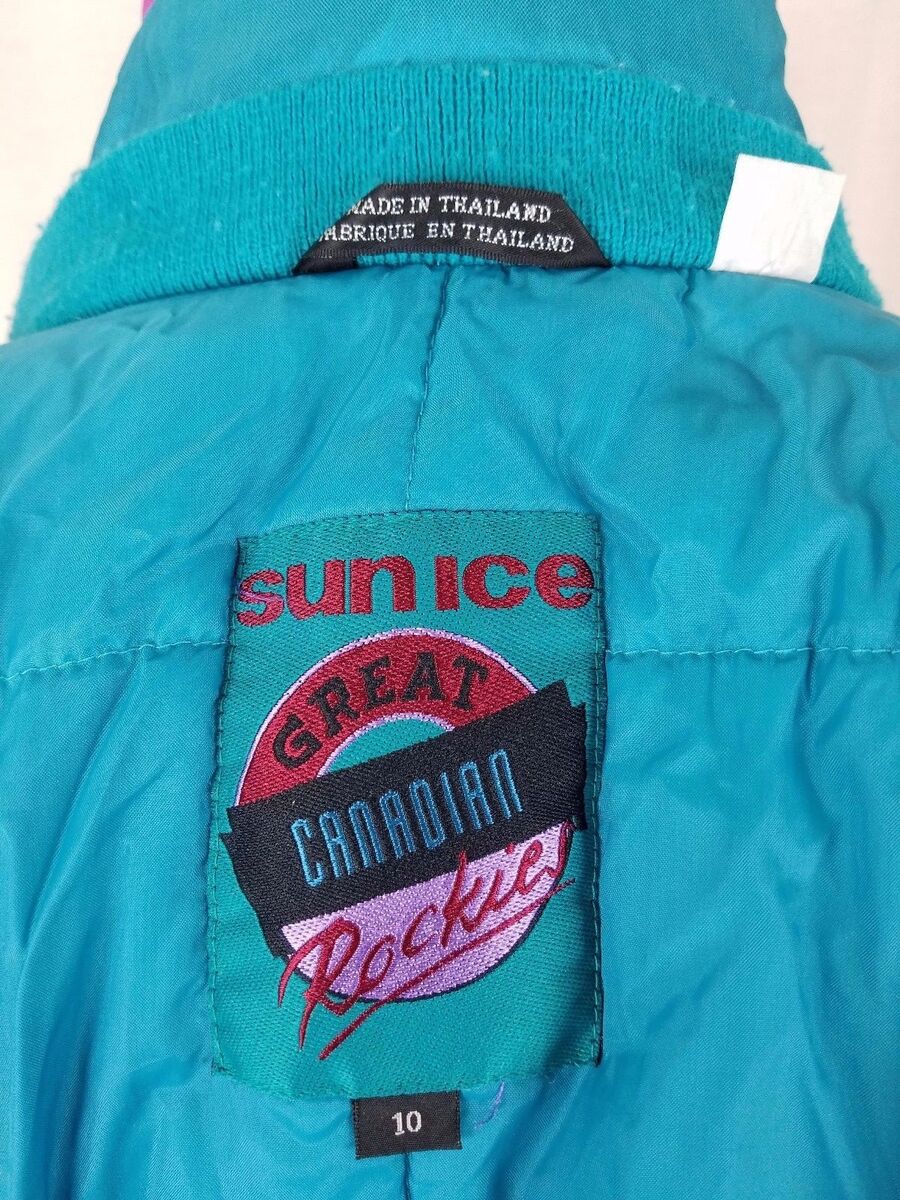 MADE IN THAILAND
FABRIQUE EN THAILAND
sun ice
GREAT
CANADIAN
Rockies
10